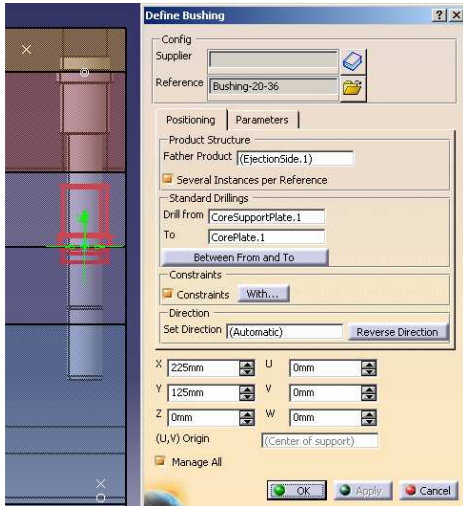 Define Bushing
Config
Supplier
Reference Bushing-20-36
Positioning Parameters
Product Structure
Father Product (EjectionSide.1)
Several Instances per Reference
Standard Drillings
Drill from CoreSupportPlate.1
To CorePlate.1
Between From and To
Constraints
Constraints With...
Direction
Set Direction (Automatic) Reverse Direction
X 225mm U 0mm
Y 125mm V 0mm
Z 0mm W 0mm
(U,V) Origin (Center of support)
Manage All
OK Apply Cancel